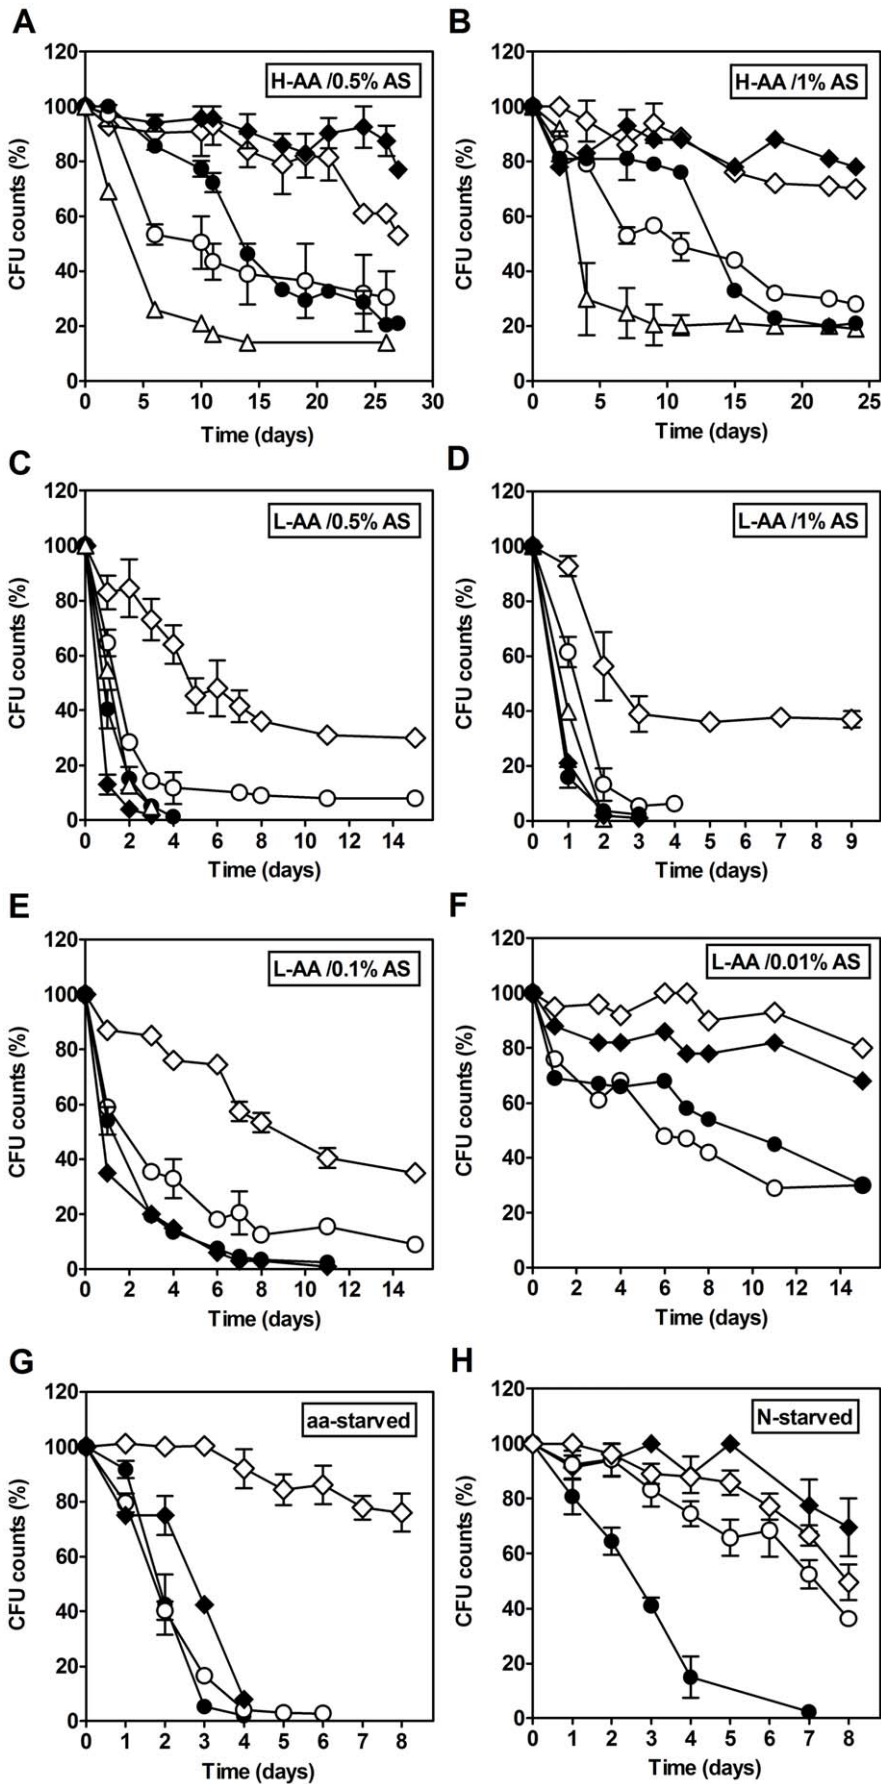 A
H-AA /0.5% AS
CFU counts (%)
120
100
80
60
40
20
0
0 5 10 15 20 25 30
Time (days)
B
H-AA /1% AS
CFU counts (%)
120
100
80
60
40
20
0
0 5 10 15 20 25
Time (days)
C
L-AA /0.5% AS
CFU counts (%)
120
100
80
60
40
20
0
0 2 4 6 8 10 12 14
Time (days)
D
L-AA /1% AS
CFU counts (%)
120
100
80
60
40
20
0
0 1 2 3 4 5 6 7 8 9
Time (days)
E
L-AA /0.1% AS
CFU counts (%)
120
100
80
60
40
20
0
0 2 4 6 8 10 12 14
Time (days)
F
L-AA /0.01% AS
CFU counts (%)
120
100
80
60
40
20
0
0 2 4 6 8 10 12 14
Time (days)
G
aa-starved
CFU counts (%)
120
100
80
60
40
20
0
0 1 2 3 4 5 6 7 8
Time (days)
H
N-starved
CFU counts (%)
120
100
80
60
40
20
0
0 1 2 3 4 5 6 7 8
Time (days)